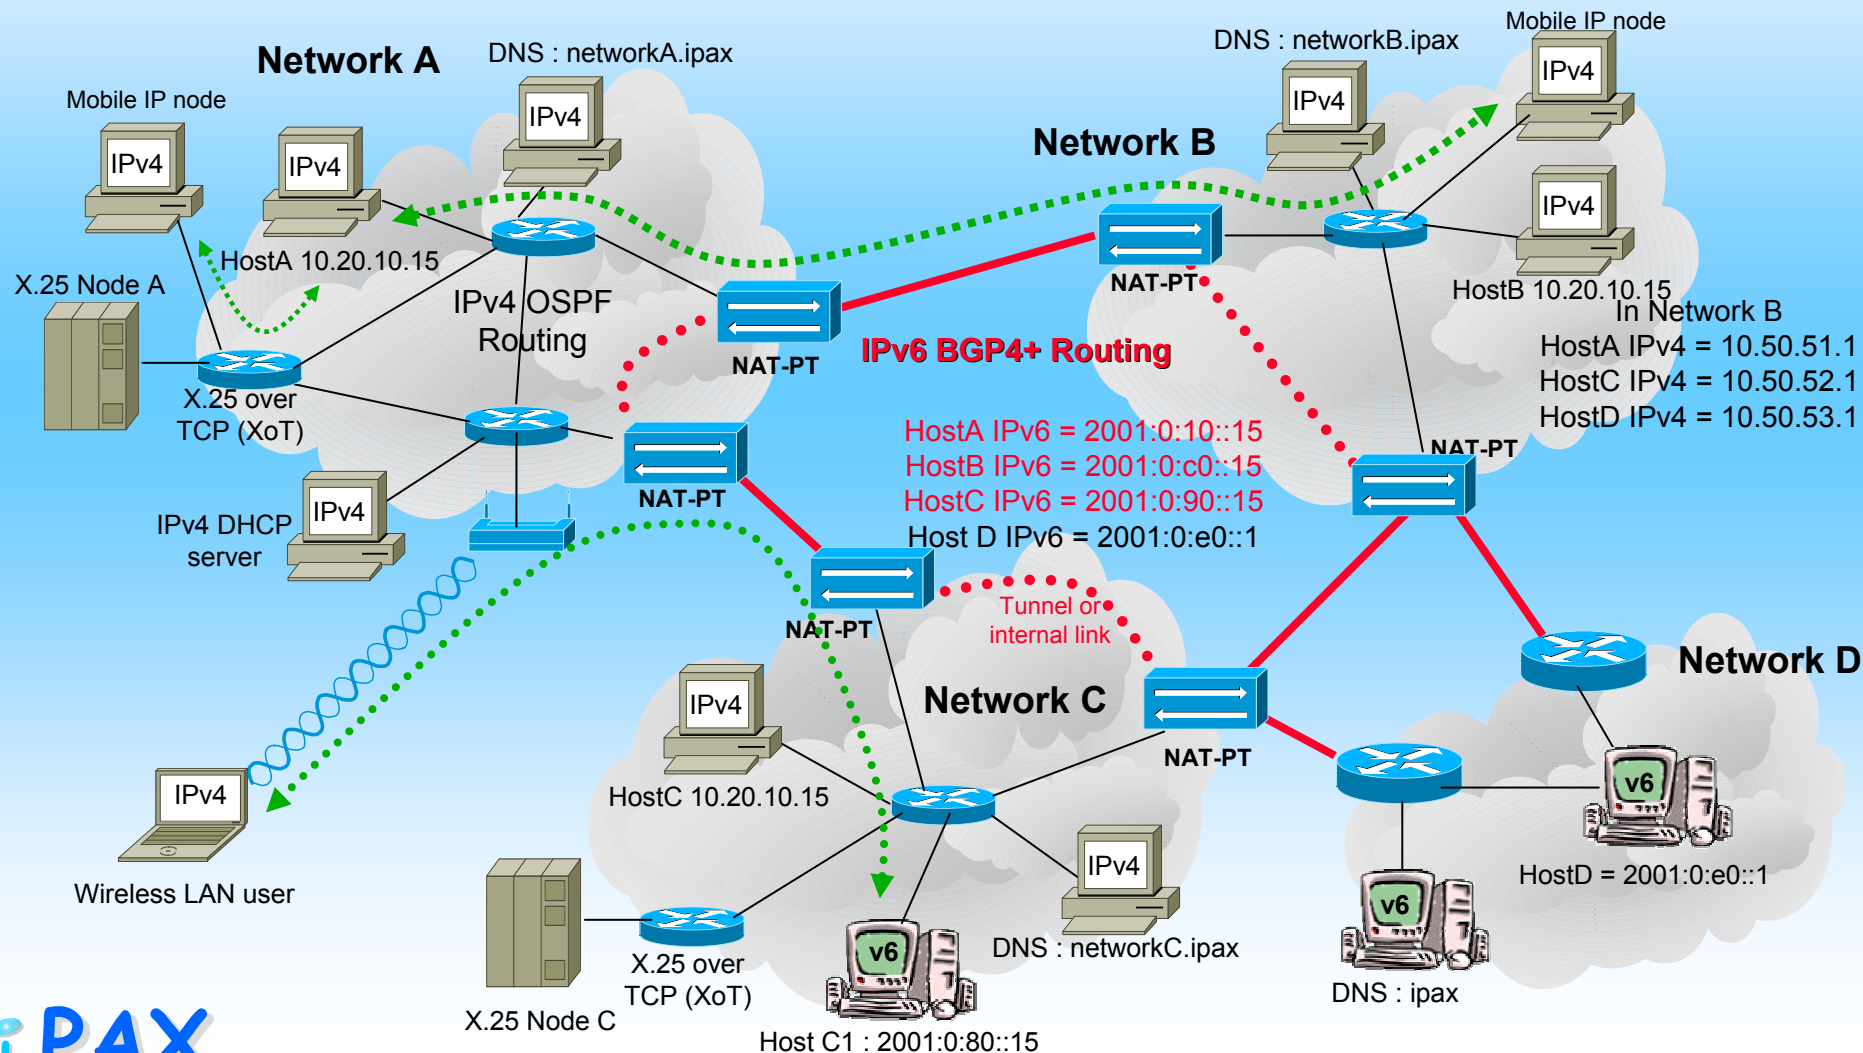 Network A
DNS : networkA.ipax
Mobile IP node
IPv4
IPv4
IPv4
HostA 10.20.10.15
X.25 Node A
IPv4 OSPF
Routing
NAT-PT
X.25 over
TCP (XoT)
NAT-PT
IPv4 DHCP
server
IPv4
IPv4
Wireless LAN user
DNS : networkB.ipax
Mobile IP node
IPv4
IPv4
Network B
IPv4
NAT-PT
HostB 10.20.10.15
In Network B
HostA IPv4 = 10.50.51.1
HostC IPv4 = 10.50.52.1
HostD IPv4 = 10.50.53.1
NAT-PT
IPv6 BGP4+ Routing
HostA IPv6 = 2001:0:10::15
HostB IPv6 = 2001:0:c0::15
HostC IPv6 = 2001:0:90::15
Host D IPv6 = 2001:0:e0::1
Tunnel or
internal link
NAT-PT
Network C
NAT-PT
IPv4
HostC 10.20.10.15
IPv4
DNS : networkC.ipax
X.25 over
TCP (XoT)
X.25 Node C
v6
Host C1 : 2001:0:80::15
Network D
v6
HostD = 2001:0:e0::1
v6
DNS : ipax
iPAX